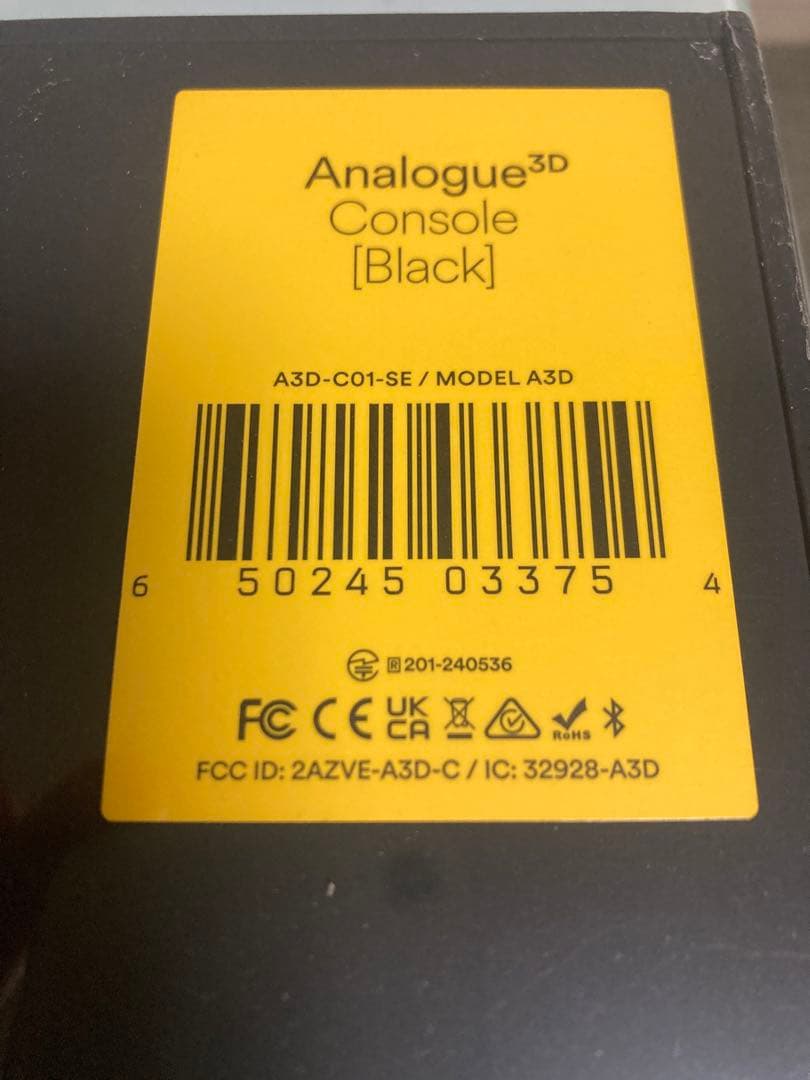 Analogue3D
Console
[Black]
A3D-C01-SE / MODEL A3D
6 50245 03375 4
R 201-240536
FC CE UK CA RoHS
FCC ID: 2AZVE-A3D-C / IC: 32928-A3D